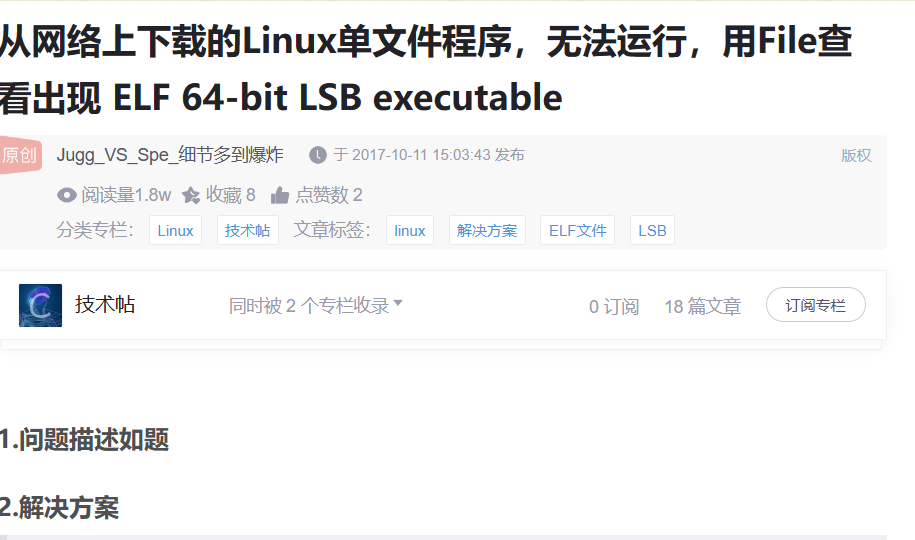 从网络上下载的Linux单文件程序，无法运行，用File查
看出现 ELF 64-bit LSB executable
原创 Jugg_VS_Spe_细节多到爆炸 于 2017-10-11 15:03:43 发布 版权
阅读量1.8w 收藏 8 点赞数 2
分类专栏： Linux 技术帖 文章标签： linux 解决方案 ELF文件 LSB
技术帖 同时被 2 个专栏收录 0 订阅 18 篇文章 订阅专栏
1.问题描述如题
2.解决方案